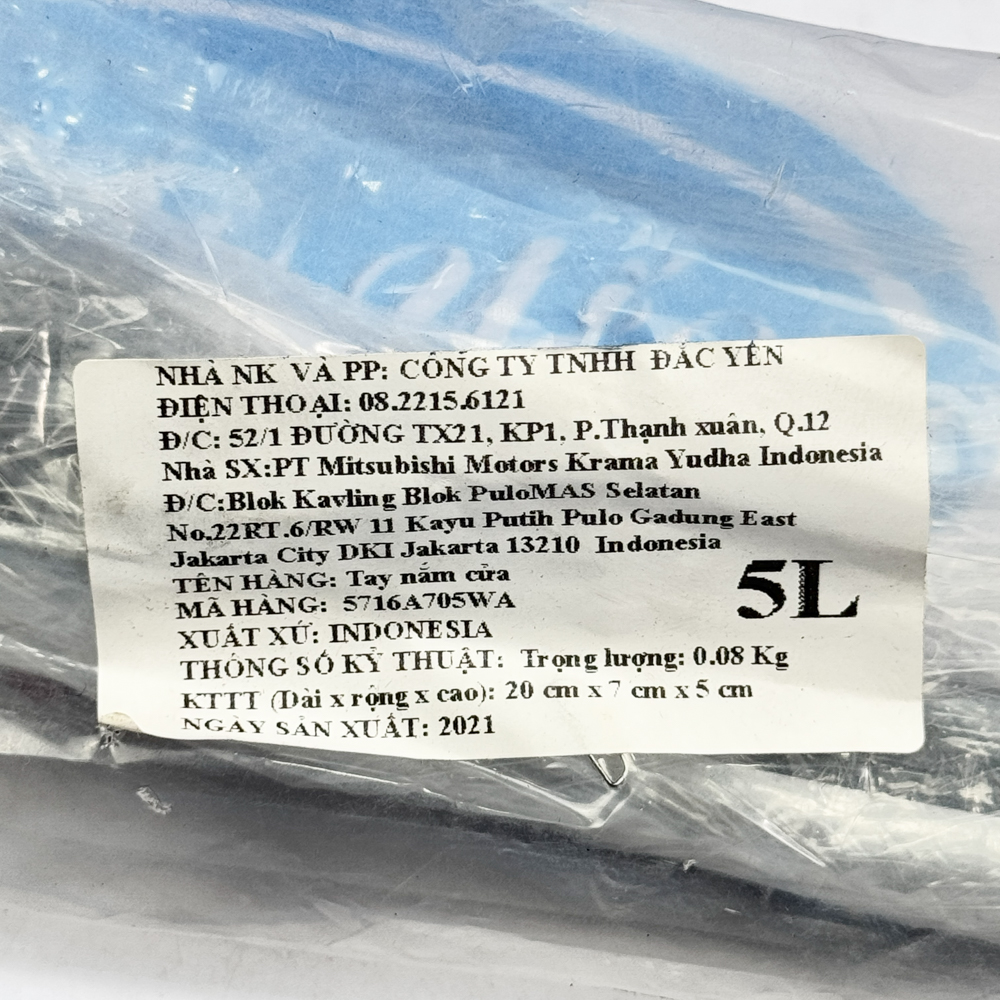 NHÀ NK VÀ PP: CÔNG TY TNHH ĐẮC YẾN
ĐIỆN THOẠI: 08.2215.6121
Đ/C: 52/1 ĐƯỜNG TX21, KP1, P.Thạnh xuân, Q.12
Nhà SX:PT Mitsubishi Motors Krama Yudha Indonesia
Đ/C:Blok Kavling Blok PuloMAS Selatan
No.22RT.6/RW 11 Kayu Putih Pulo Gadung East
Jakarta City DKI Jakarta 13210 Indonesia
TÊN HÀNG: Tay nắm cửa
MÃ HÀNG: 5716A705WA
5L
XUẤT XỨ: INDONESIA
THÔNG SỐ KỸ THUẬT: Trọng lượng: 0.08 Kg
KTTT (Dài x rộng x cao): 20 cm x 7 cm x 5 cm
NGÀY SẢN XUẤT: 2021